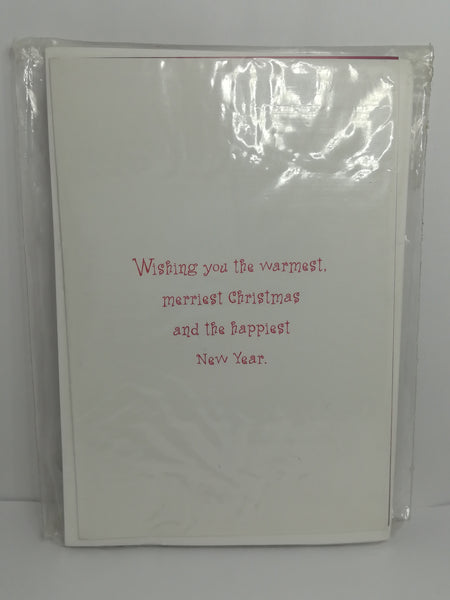 Wishing you the warmest,
merriest Christmas
and the happiest
New Year.